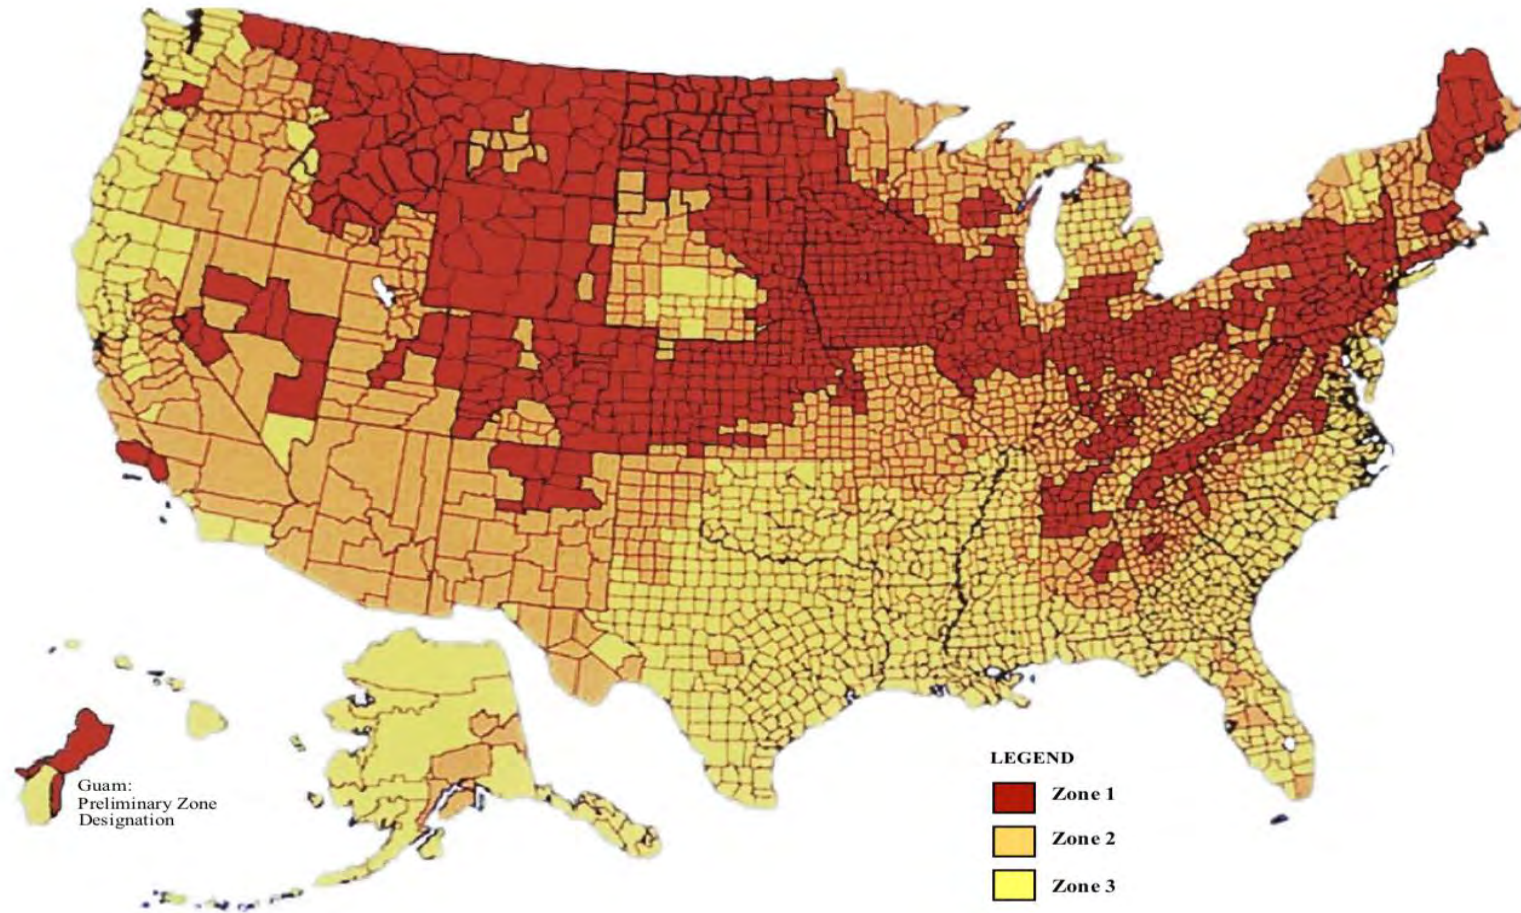 Guam:
Preliminary Zone
Designation
LEGEND
Zone 1
Zone 2
Zone 3